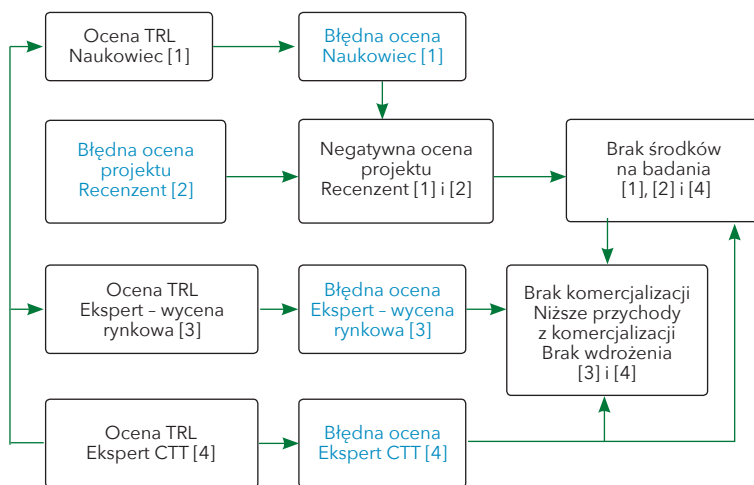 Ocena TRL
Naukowiec [1]
Błędna ocena
Naukowiec [1]
Błędna ocena
projektu
Recenzent [2]
Negatywna ocena
projektu
Recenzent [1] i [2]
Brak środków
na badania
[1], [2] i [4]
Ocena TRL
Ekspert – wycena
rynkowa [3]
Błędna ocena
Ekspert – wycena
rynkowa [3]
Brak komercjalizacji
Niższe przychody
z komercjalizacji
Brak wdrożenia
[3] i [4]
Ocena TRL
Ekspert CTT [4]
Błędna ocena
Ekspert CTT [4]